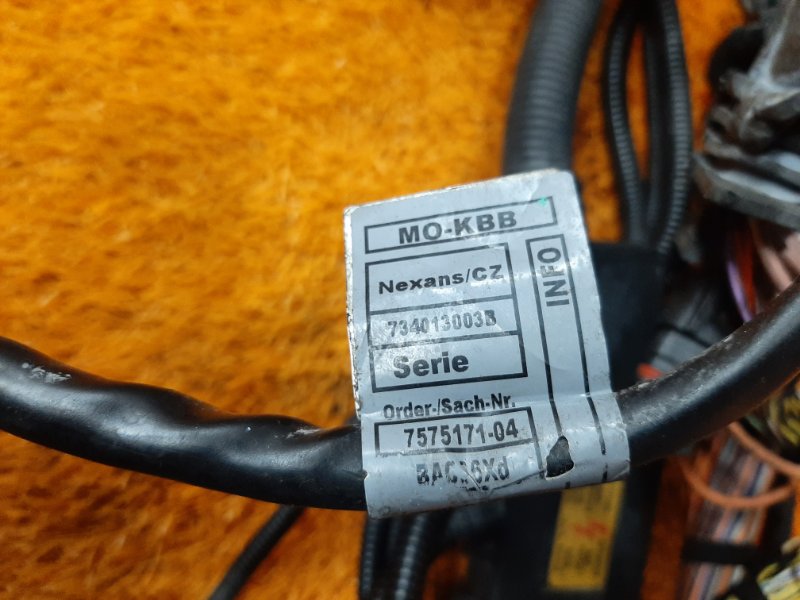 MO-KBB
Nexans/CZ
734013003B
Serie
Order-/Sach-Nr.
7575171-04
INFO